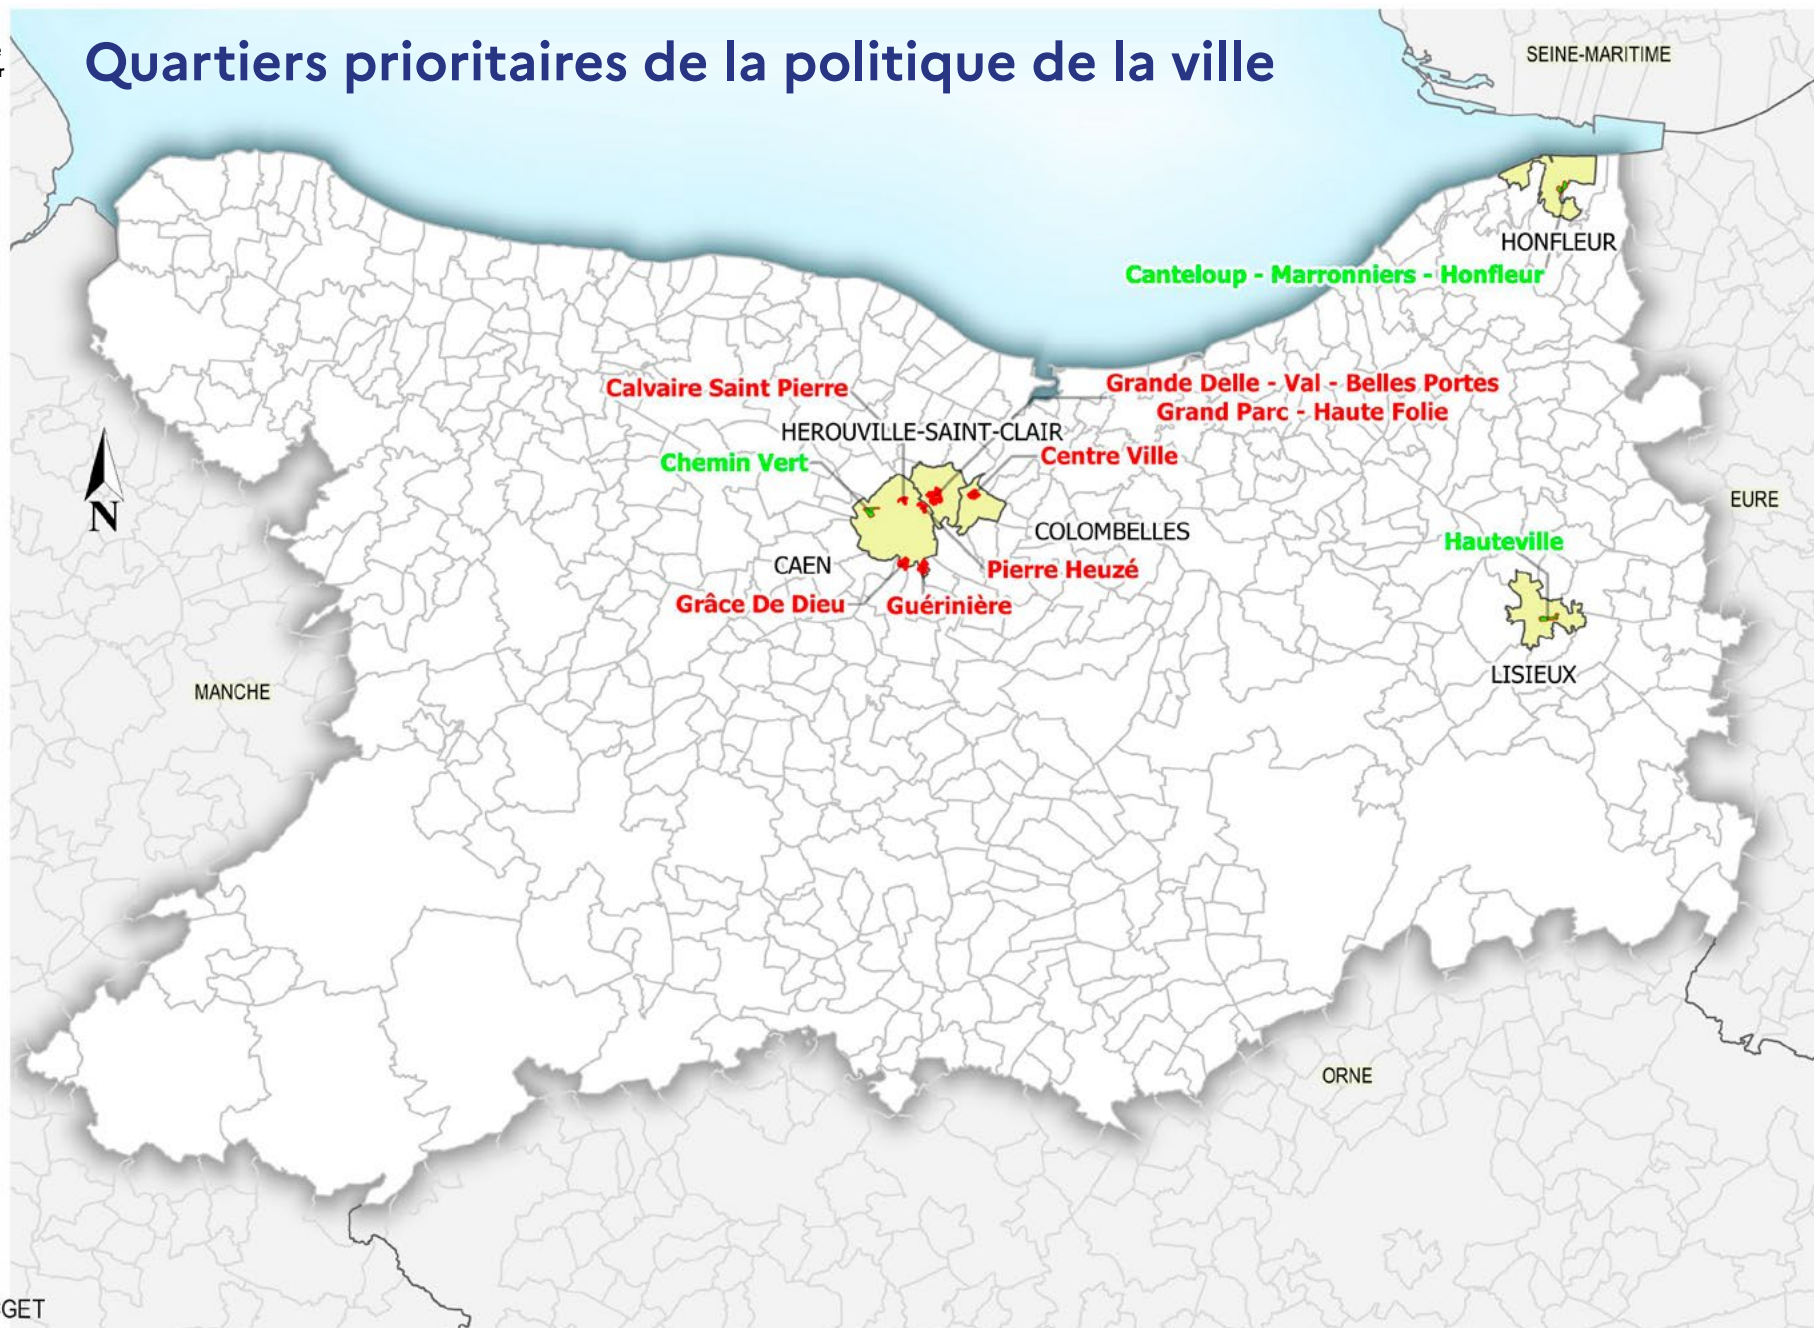 Quartiers prioritaires de la politique de la ville
SEINE-MARITIME
HONFLEUR
Canteloup - Marronniers - Honfleur
Calvaire Saint Pierre
Grande Delle - Val - Belles Portes
Grand Parc - Haute Folie
HEROUVILLE-SAINT-CLAIR
Chemin Vert
Centre Ville
N
EURE
COLOMBELLES
Hauteville
CAEN
Pierre Heuzé
Grâce De Dieu
Guérinière
LISIEUX
MANCHE
ORNE
GET